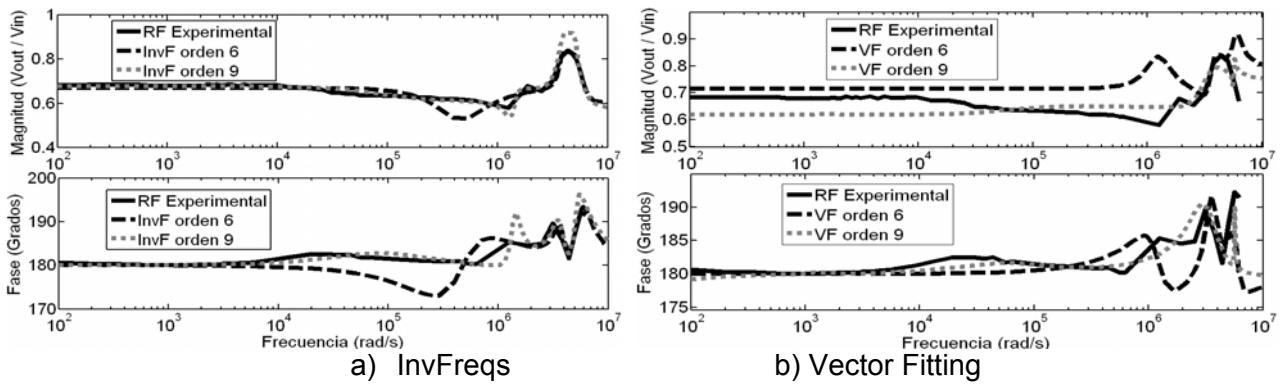 Magnitud (Vout / Vin)
1
0.8
0.6
0.4
RF Experimental
InvF orden 6
InvF orden 9
10^2
10^3
10^4
10^5
10^6
10^7
Fase (Grados)
200
190
180
170
RF Experimental
InvF orden 6
InvF orden 9
10^2
10^3
10^4
10^5
10^6
10^7
Frecuencia (rad/s)
a) InvFreqs
Magnitud (Vout / Vin)
0.9
0.8
0.7
0.6
0.5
RF Experimental
VF orden 6
VF orden 9
10^2
10^3
10^4
10^5
10^6
10^7
Fase (Grados)
190
185
180
175
RF Experimental
VF orden 6
VF orden 9
10^2
10^3
10^4
10^5
10^6
10^7
Frecuencia (rad/s)
b) Vector Fitting